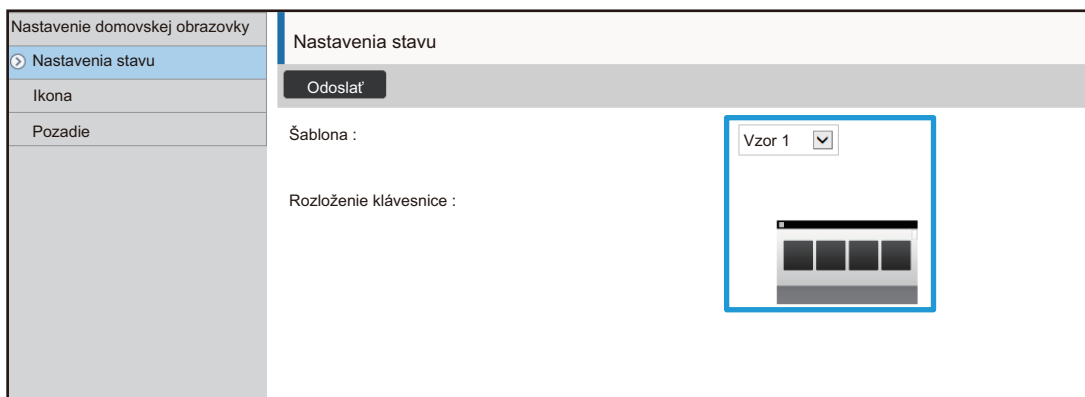 Nastavenie domovskej obrazovky
Nastavenia stavu
Ikona
Pozadie
Nastavenia stavu
Odoslať
Šablona :
Vzor 1
Rozloženie klávesnice :